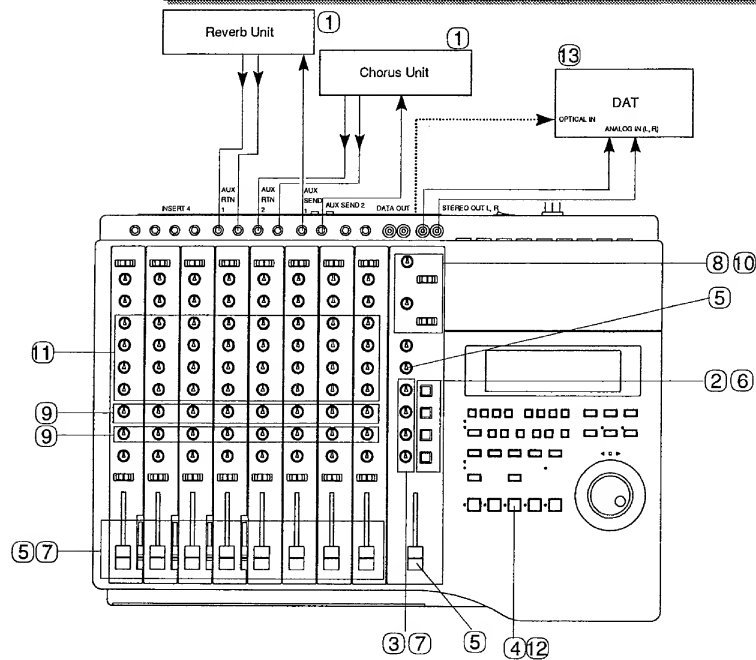 Reverb Unit
①
Chorus Unit
①
⑬
DAT
OPTICAL IN
ANALOG IN (L, R)
INSERT 4
AUX RTN 1
AUX RTN 2
AUX SEND 1
AUX SEND 2
DATA OUT
STEREO OUT L, R
⑧ ⑩
⑤
② ⑥
⑪
⑨
⑨
⑤ ⑦
③ ⑦
⑤
④ ⑫